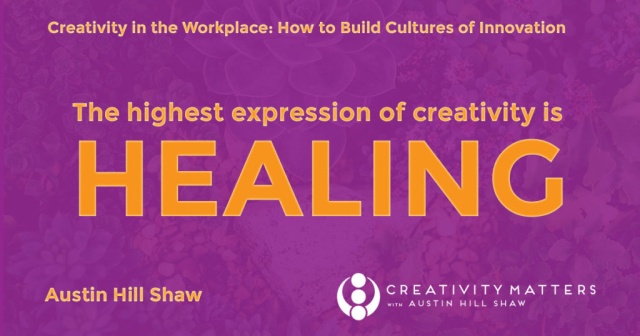 Creativity in the Workplace: How to Build Cultures of Innovation
The highest expression of creativity is
HEALING
Austin Hill Shaw
CREATIVITY MATTERS
WITH AUSTIN HILL SHAW